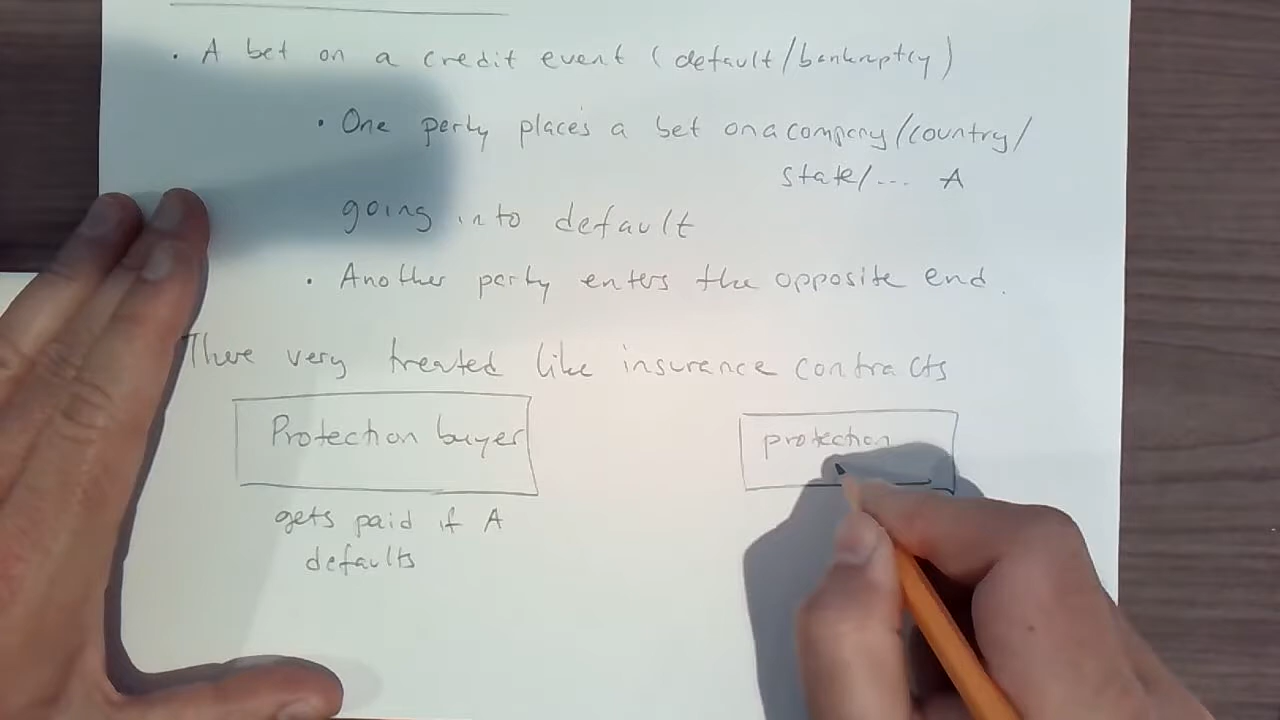 . A bet on a credit event (default/bankruptcy)
. One party places a bet on a company/country/
state/... A
going into default
. Another party enters the opposite end.
There very treated like insurance contracts
Protection buyer
protection
gets paid if A
defaults